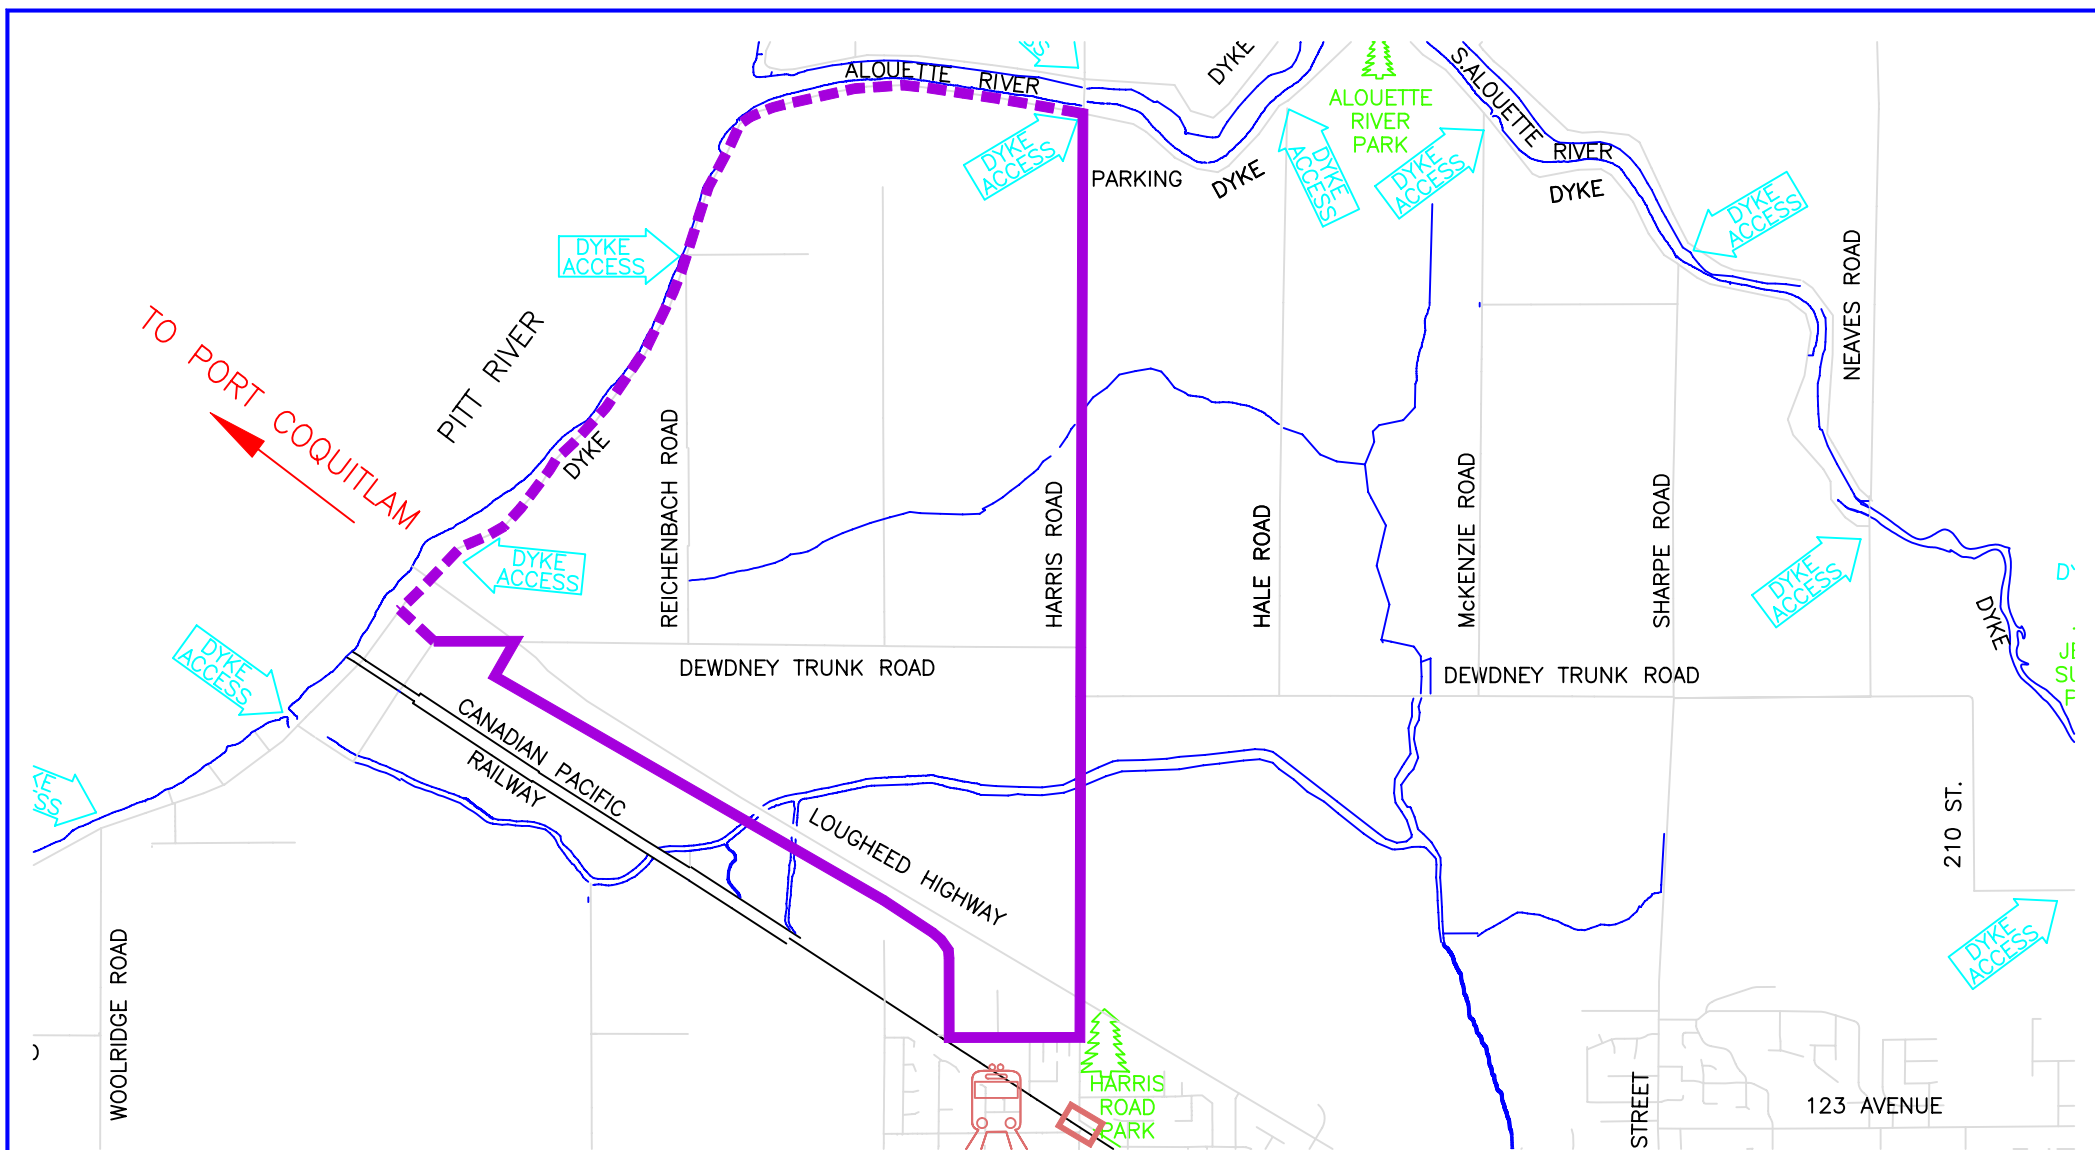 DYKE
ALOUETTE RIVER
S.ALOUETTE
RIVER
ALOUETTE
RIVER
PARK
DYKE
ACCESS
PARKING
DYKE
DYKE
ACCESS
DYKE
ACCESS
DYKE
DYKE
ACCESS
DYKE
ACCESS
NEAVES ROAD
TO PORT COQUITLAM
PITT RIVER
DYKE
REICHENBACH ROAD
HARRIS ROAD
HALE ROAD
McKENZIE ROAD
SHARPE ROAD
DYKE
ACCESS
DYKE
ACCESS
DYKE
DYKE
ACCESS
DEWDNEY TRUNK ROAD
DEWDNEY TRUNK ROAD
CANADIAN PACIFIC
RAILWAY
LOUGHEED HIGHWAY
210 ST.
DYKE
ACCESS
WOOLRIDGE ROAD
HARRIS
ROAD
PARK
STREET
123 AVENUE